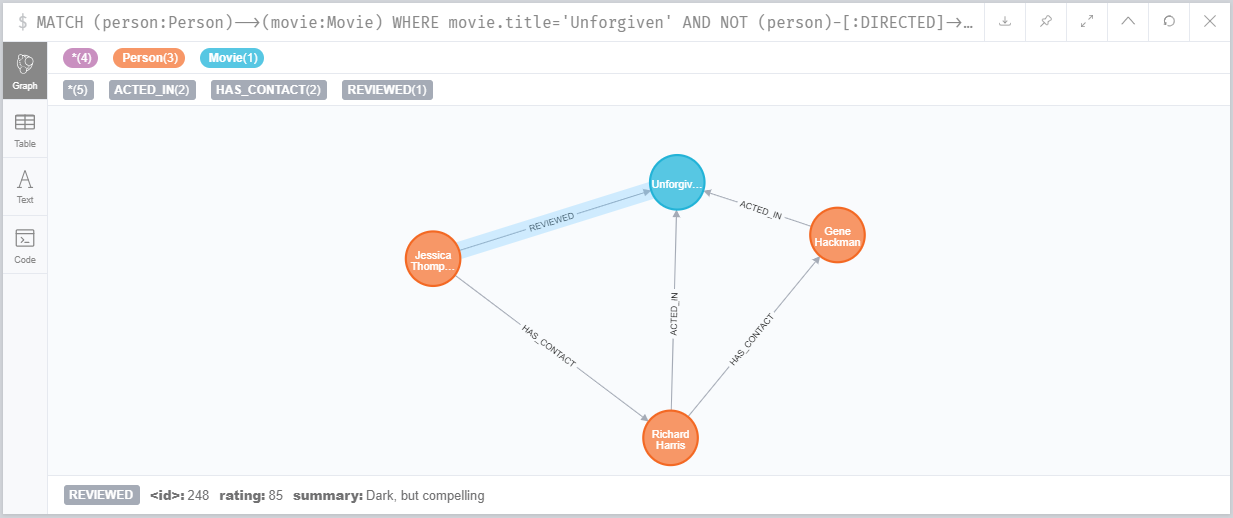 $ MATCH (person:Person)-->(movie:Movie) WHERE movie.title='Unforgiven' AND NOT (person)-[:DIRECTED]->…
Graph
Table
Text
Code
*(4) Person(3) Movie(1)
*(5) ACTED_IN(2) HAS_CONTACT(2) REVIEWED(1)
Unforgiv…
REVIEWED
ACTED_IN
Gene
Hackman
Jessica
Thomp…
HAS_CONTACT
ACTED_IN
HAS_CONTACT
Richard
Harris
REVIEWED <id>: 248 rating: 85 summary: Dark, but compelling